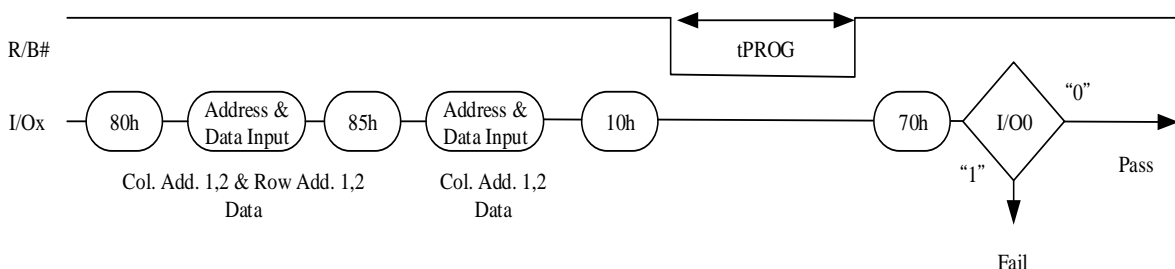 R/B#
tPROG
I/Ox
80h
Address &
Data Input
85h
Address &
Data Input
10h
70h
I/O0
“0”
“1”
Pass
Col. Add. 1,2 & Row Add. 1,2
Data
Col. Add. 1,2
Data
Fail